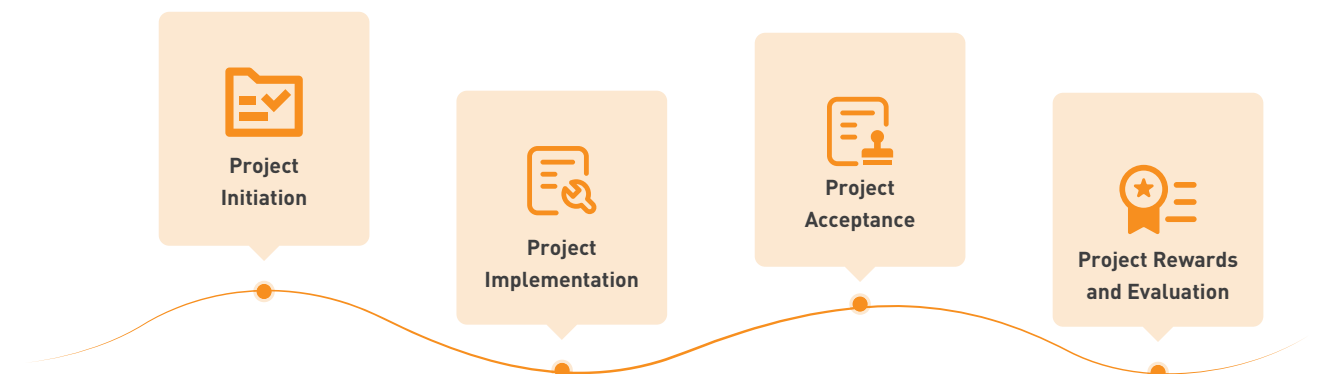 Project
Initiation
Project
Implementation
Project
Acceptance
Project Rewards
and Evaluation